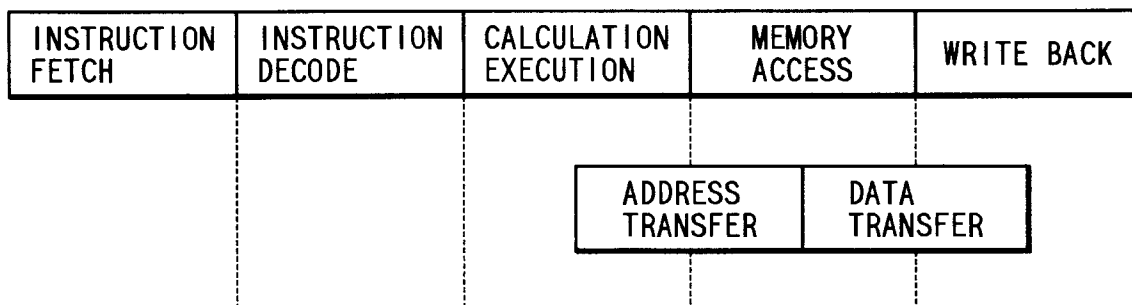 INSTRUCTION
FETCH
INSTRUCTION
DECODE
CALCULATION
EXECUTION
MEMORY
ACCESS
WRITE BACK
ADDRESS
TRANSFER
DATA
TRANSFER